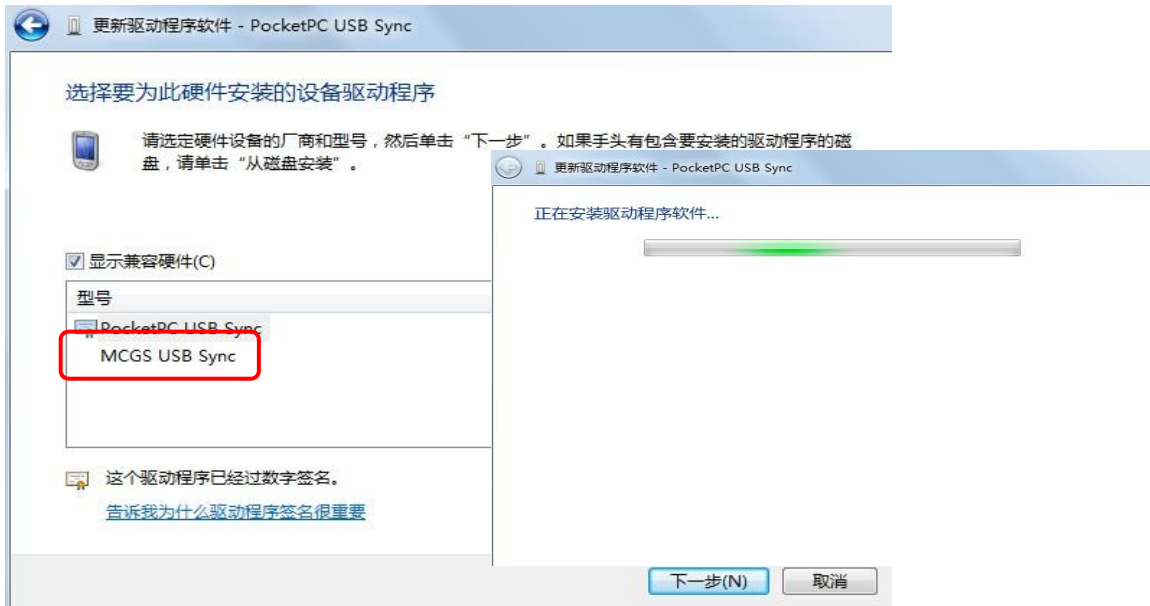 更新驱动程序软件 - PocketPC USB Sync
选择要为此硬件安装的设备驱动程序
请选定硬件设备的厂商和型号，然后单击“下一步”。如果手头有包含要安装的驱动程序的磁
盘，请单击“从磁盘安装”。
显示兼容硬件(C)
型号
PocketPC USB Sync
MCGS USB Sync
这个驱动程序已经过数字签名。
告诉我为什么驱动程序签名很重要
更新驱动程序软件 - PocketPC USB Sync
正在安装驱动程序软件...
下一步(N)
取消